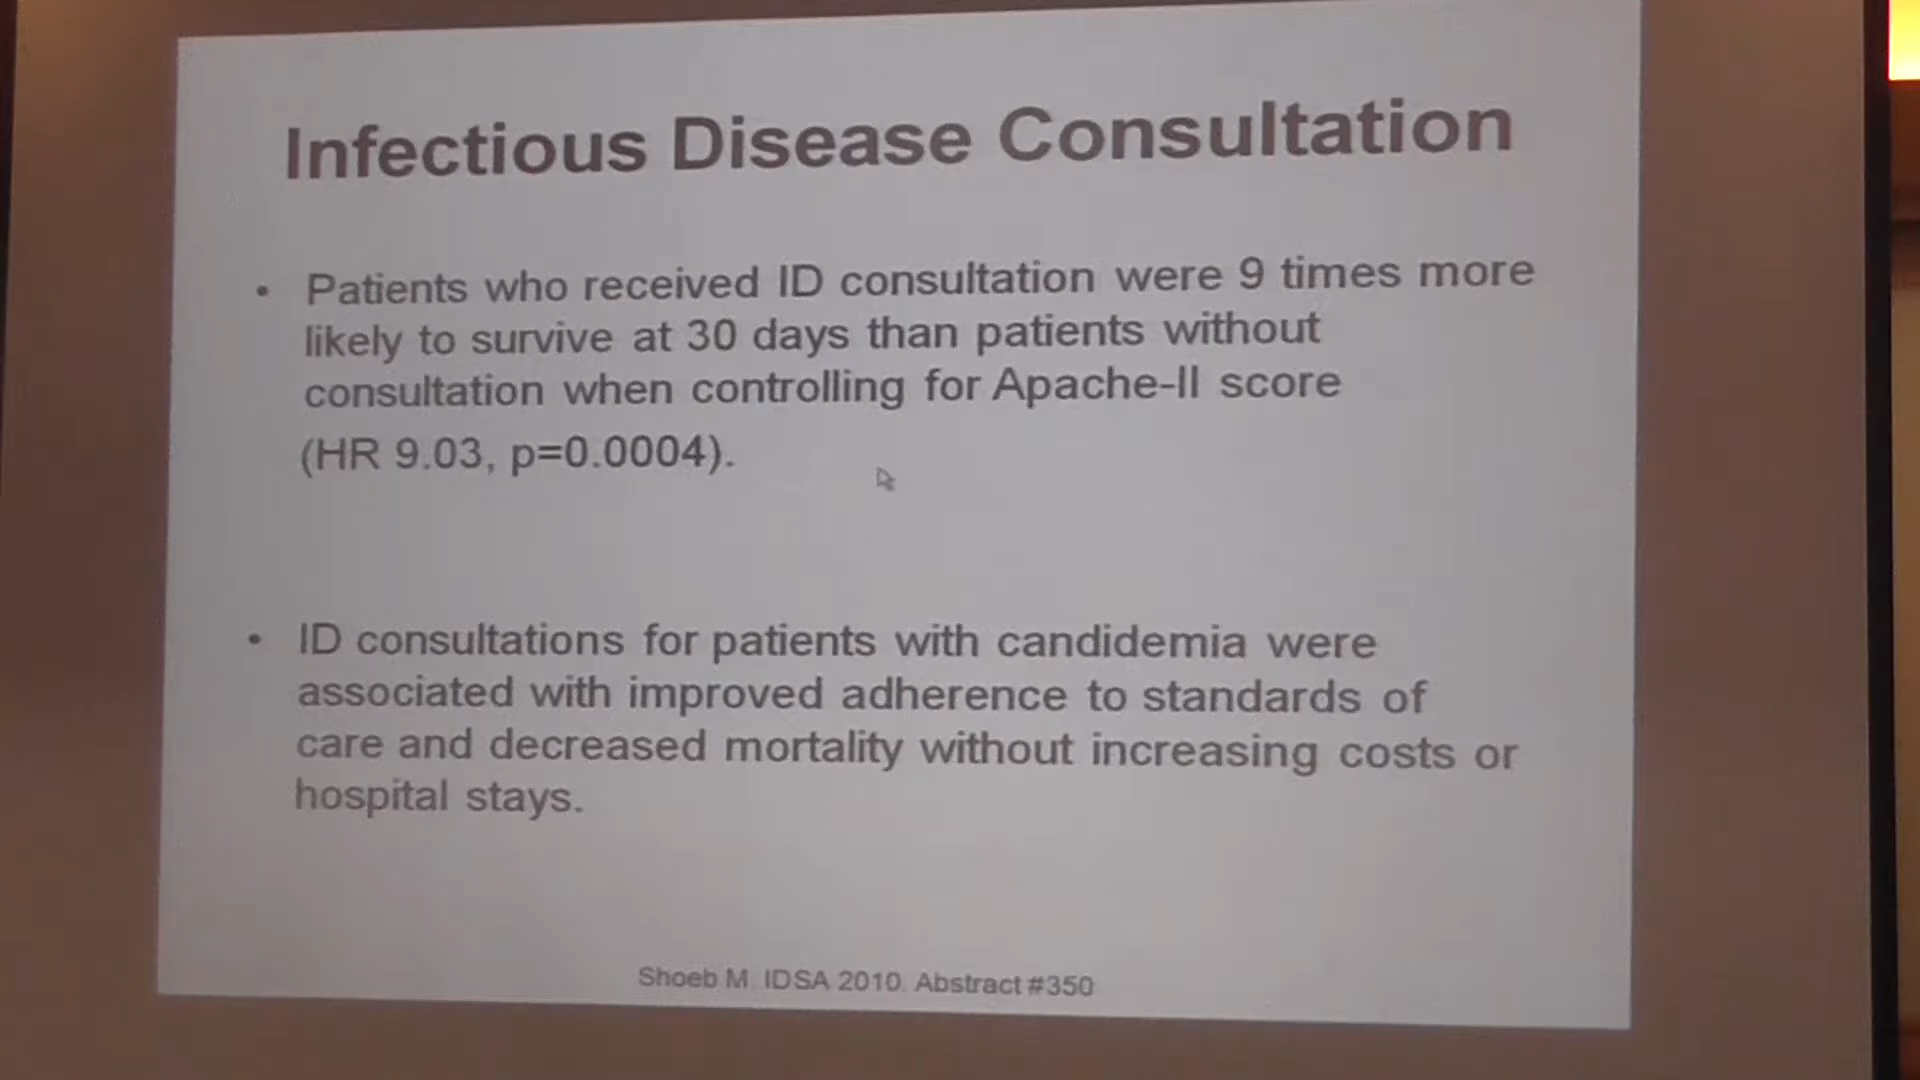 Infectious Disease Consultation
• Patients who received ID consultation were 9 times more
likely to survive at 30 days than patients without
consultation when controlling for Apache-II score
(HR 9.03, p=0.0004).
• ID consultations for patients with candidemia were
associated with improved adherence to standards of
care and decreased mortality without increasing costs or
hospital stays.
Shoeb M. IDSA 2010. Abstract #350